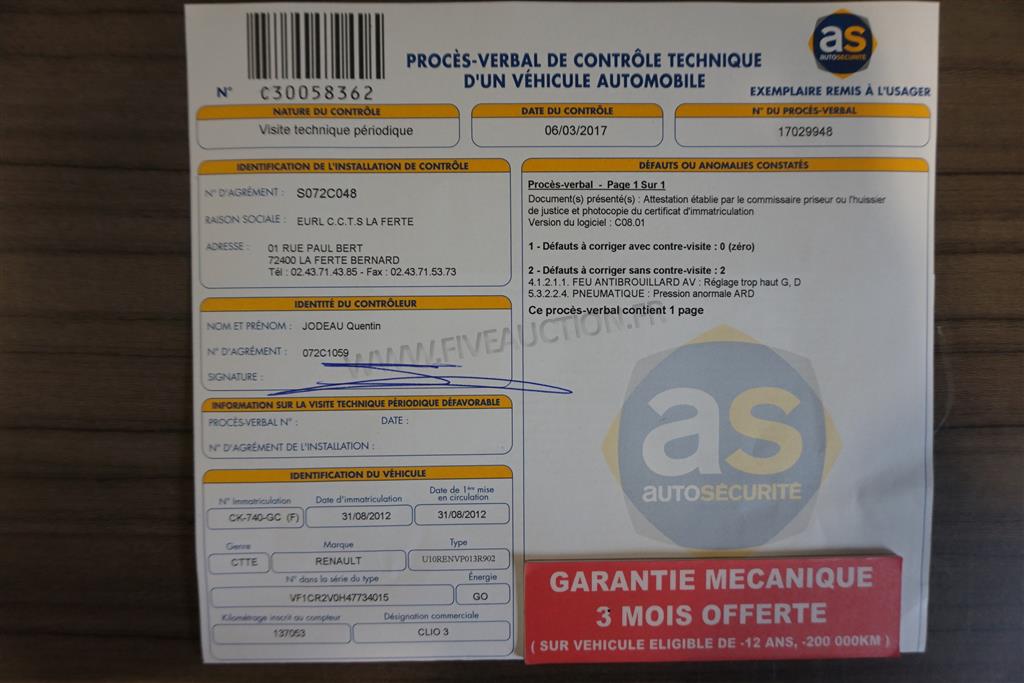 PROCÈS-VERBAL DE CONTRÔLE TECHNIQUE
D'UN VÉHICULE AUTOMOBILE
as
AUTOSÉCURITÉ
N° C30058362
EXEMPLAIRE REMIS À L'USAGER
NATURE DU CONTRÔLE
Visite technique périodique
DATE DU CONTRÔLE
06/03/2017
N° DU PROCÈS-VERBAL
17029948
IDENTIFICATION DE L'INSTALLATION DE CONTRÔLE
N° D'AGRÉMENT : S072C048
RAISON SOCIALE : EURL C.C.T.S LA FERTE
ADRESSE : 01 RUE PAUL BERT
72400 LA FERTE BERNARD
Tél : 02.43.71.43.85 - Fax : 02.43.71.53.73
IDENTITÉ DU CONTRÔLEUR
NOM ET PRÉNOM : JODEAU Quentin
N° D'AGRÉMENT : 072C1059
SIGNATURE :
INFORMATION SUR LA VISITE TECHNIQUE PÉRIODIQUE DÉFAVORABLE
PROCÈS-VERBAL N° : DATE :
N° D'AGRÉMENT DE L'INSTALLATION :
IDENTIFICATION DU VÉHICULE
N° Immatriculation
CK-740-GC (F)
Date d'immatriculation
31/08/2012
Date de 1ère mise
en circulation
31/08/2012
Genre
CTTE
Marque
RENAULT
Type
U10RENVP013R902
N° dans la série du type
VF1CR2V0H47734015
Énergie
GO
Kilométrage inscrit au compteur
137053
Désignation commerciale
CLIO 3
DÉFAUTS OU ANOMALIES CONSTATÉS
Procès-verbal - Page 1 Sur 1
Document(s) présenté(s) : Attestation établie par le commissaire priseur ou l'huissier
de justice et photocopie du certificat d'immatriculation
Version du logiciel : C08.01
1 - Défauts à corriger avec contre-visite : 0 (zéro)
2 - Défauts à corriger sans contre-visite : 2
4.1.2.1.1. FEU ANTIBROUILLARD AV : Réglage trop haut G, D
5.3.2.2.4. PNEUMATIQUE : Pression anormale ARD
Ce procès-verbal contient 1 page
WWW.FIVEAUCTION.FR
as
AUTOSÉCURITÉ
GARANTIE MECANIQUE
3 MOIS OFFERTE
( SUR VEHICULE ELIGIBLE DE -12 ANS, -200 000KM )